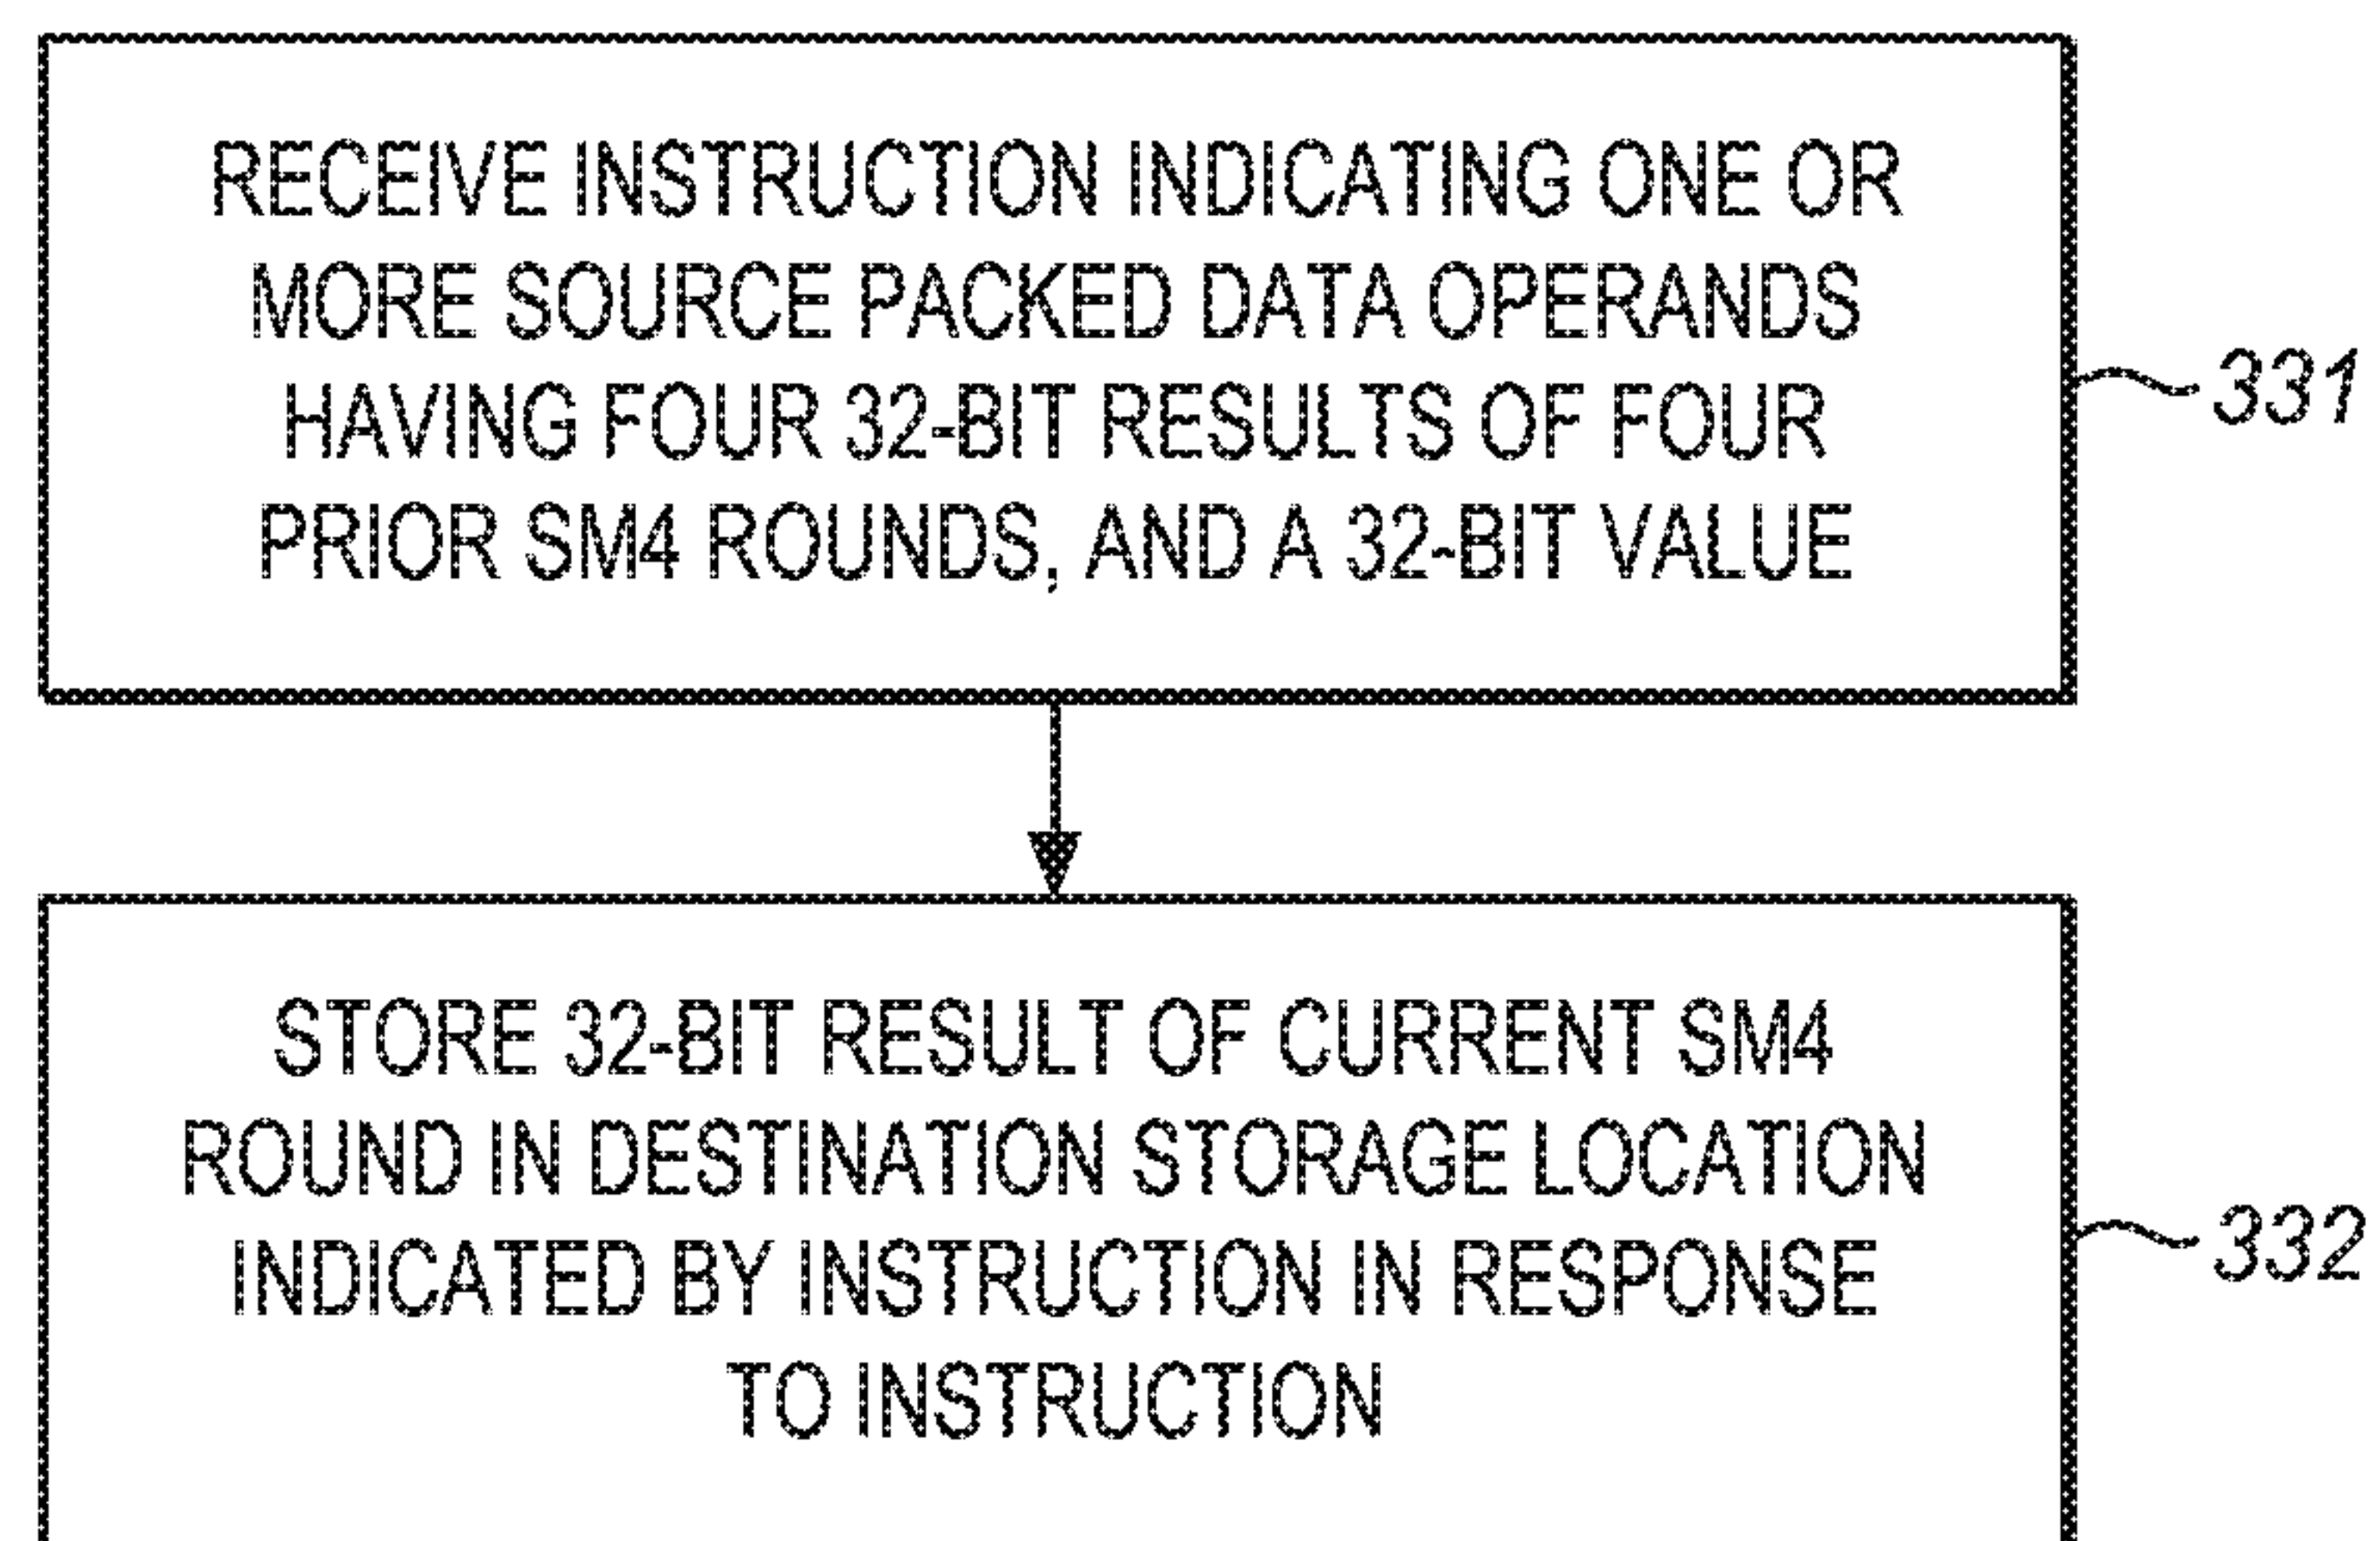 RECEIVE INSTRUCTION INDICATING ONE OR
MORE SOURCE PACKED DATA OPERANDS
HAVING FOUR 32-BIT RESULTS OF FOUR
PRIOR SM4 ROUNDS, AND A 32-BIT VALUE
331
STORE 32-BIT RESULT OF CURRENT SM4
ROUND IN DESTINATION STORAGE LOCATION
INDICATED BY INSTRUCTION IN RESPONSE
TO INSTRUCTION
332